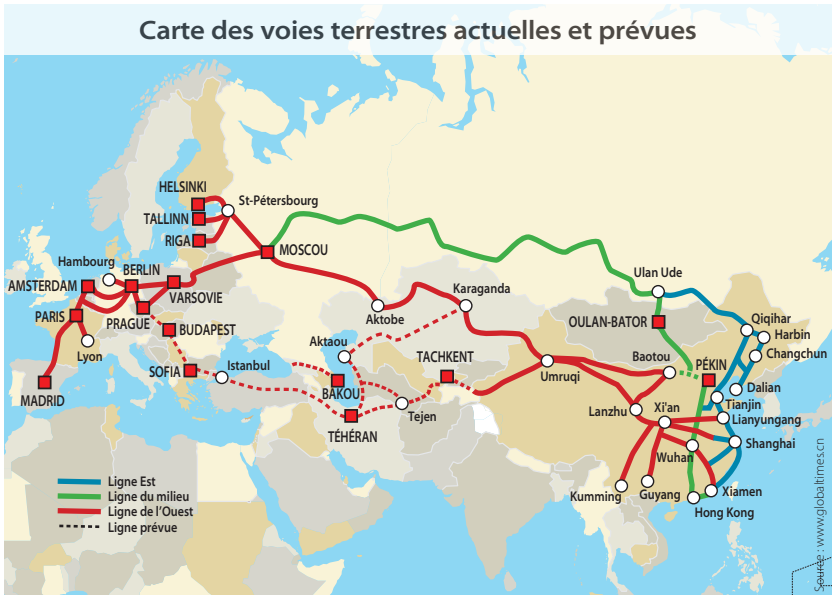 Carte des voies terrestres actuelles et prévues
HELSINKI
St-Pétersbourg
TALLINN
RIGA
MOSCOU
Hambourg
BERLIN
AMSTERDAM
VARSOVIE
PARIS
PRAGUE
BUDAPEST
Lyon
SOFIA
Istanbul
MADRID
Aktobe
Karaganda
Aktaou
BAKOU
TACHKENT
TÉHÉRAN
Tejen
Umruqi
Ulan Ude
OULAN-BATOR
Qiqihar
Harbin
Changchun
Baotou
PÉKIN
Dalian
Tianjin
Lanzhu
Xi'an
Lianyungang
Shanghai
Wuhan
Kumming
Guyang
Xiamen
Hong Kong
Ligne Est
Ligne du milieu
Ligne de l'Ouest
Ligne prévue
Source : www.globaltimes.cn